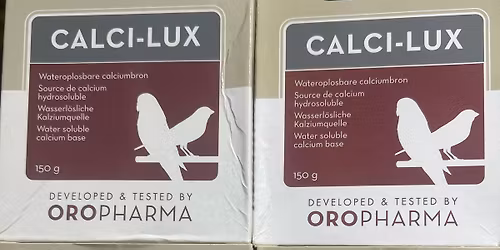 CALCI-LUX
Wateroplosbare calciumbron
Source de calcium
hydrosoluble
Wasserlösliche
Kalziumquelle
Water soluble
calcium base
150 g
DEVELOPED & TESTED BY
OROPHARMA
CALCI-LUX
Wateroplosbare calciumbron
Source de calcium
hydrosoluble
Wasserlösliche
Kalziumquelle
Water soluble
calcium base
150 g
DEVELOPED & TESTED BY
OROPHARMA